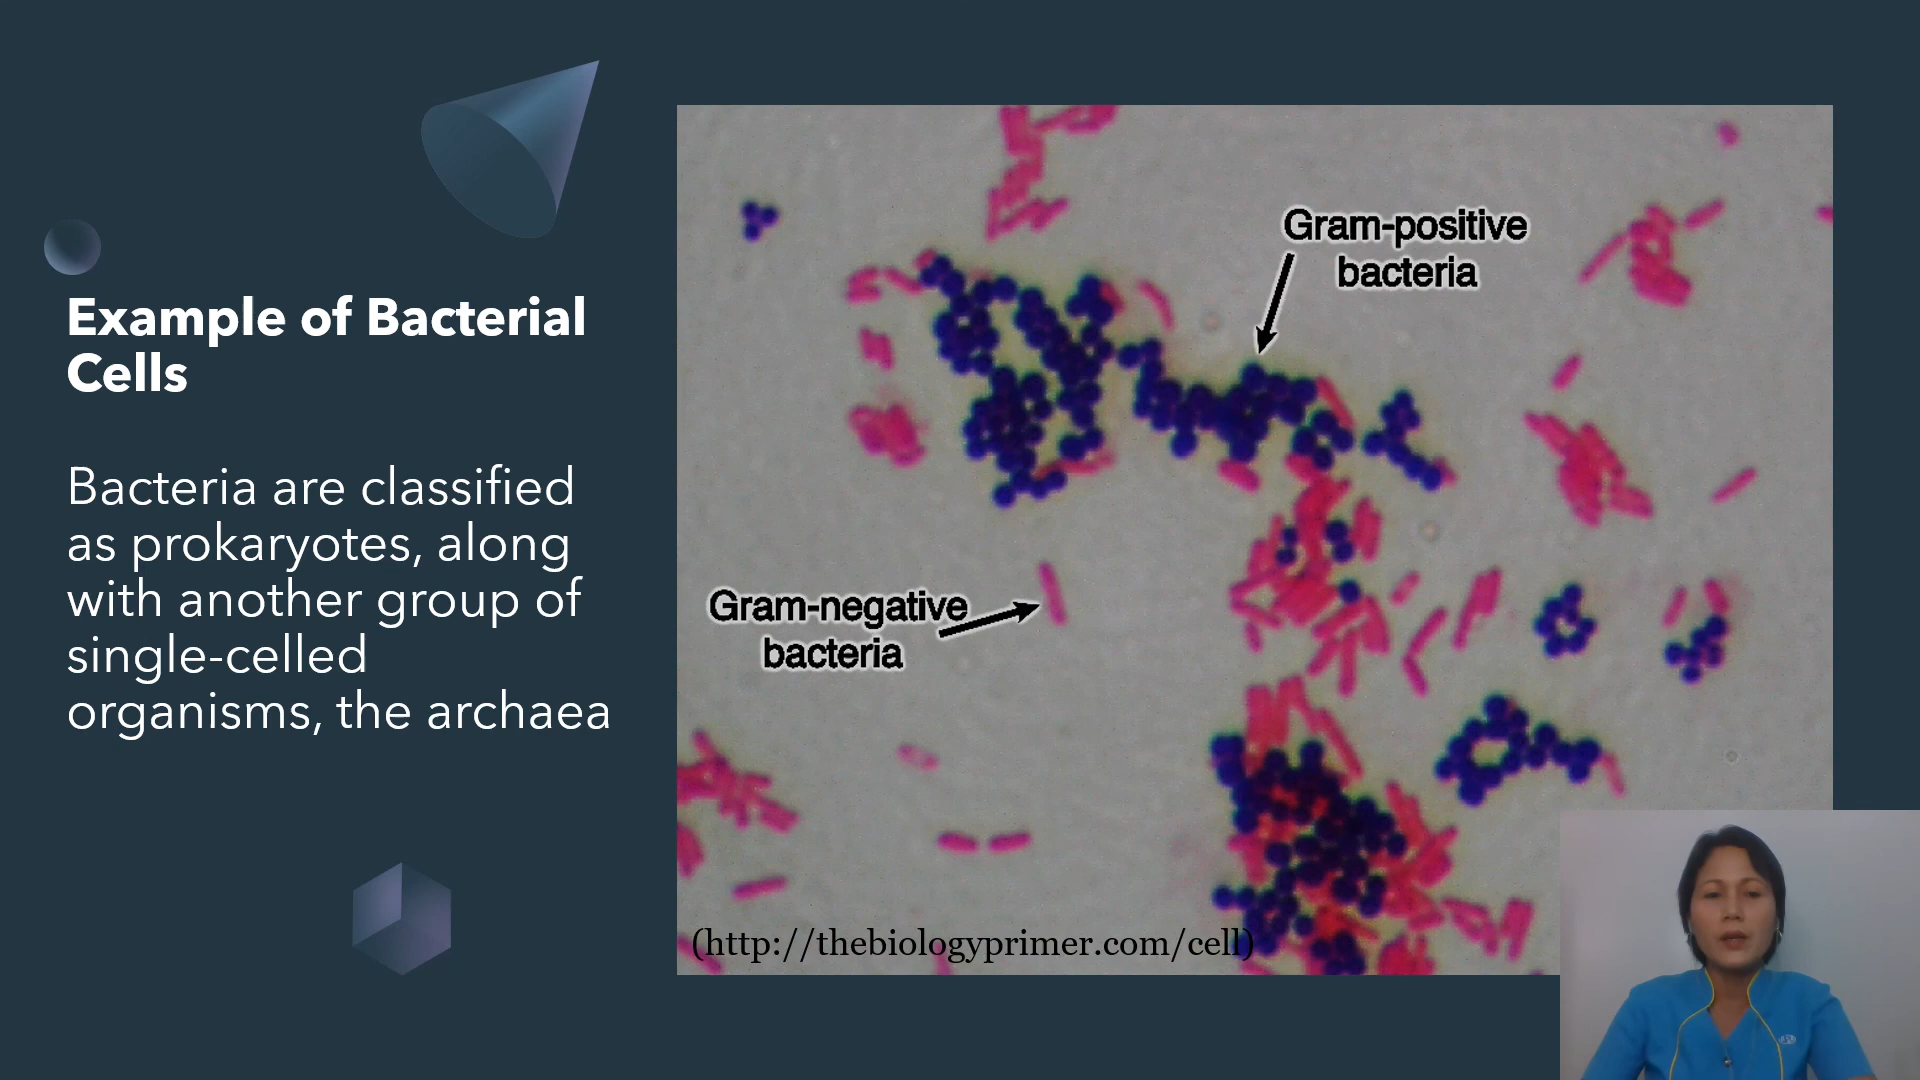 Example of Bacterial
Cells
Bacteria are classified
as prokaryotes, along
with another group of
single-celled
organisms, the archaea
Gram-positive
bacteria
Gram-negative
bacteria
(http://thebiologyprimer.com/cell)